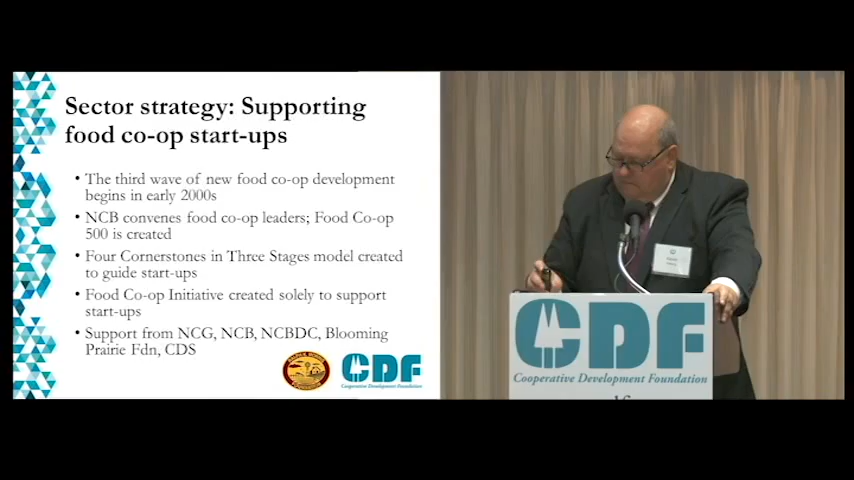 Sector strategy: Supporting
food co-op start-ups
• The third wave of new food co-op development
begins in early 2000s
• NCB convenes food co-op leaders; Food Co-op
500 is created
• Four Cornerstones in Three Stages model created
to guide start-ups
• Food Co-op Initiative created solely to support
start-ups
• Support from NCG, NCB, NCBDC, Blooming
Prairie Fdn, CDS
CDF
Cooperative Development Foundation
CDF
Cooperative Development Foundation